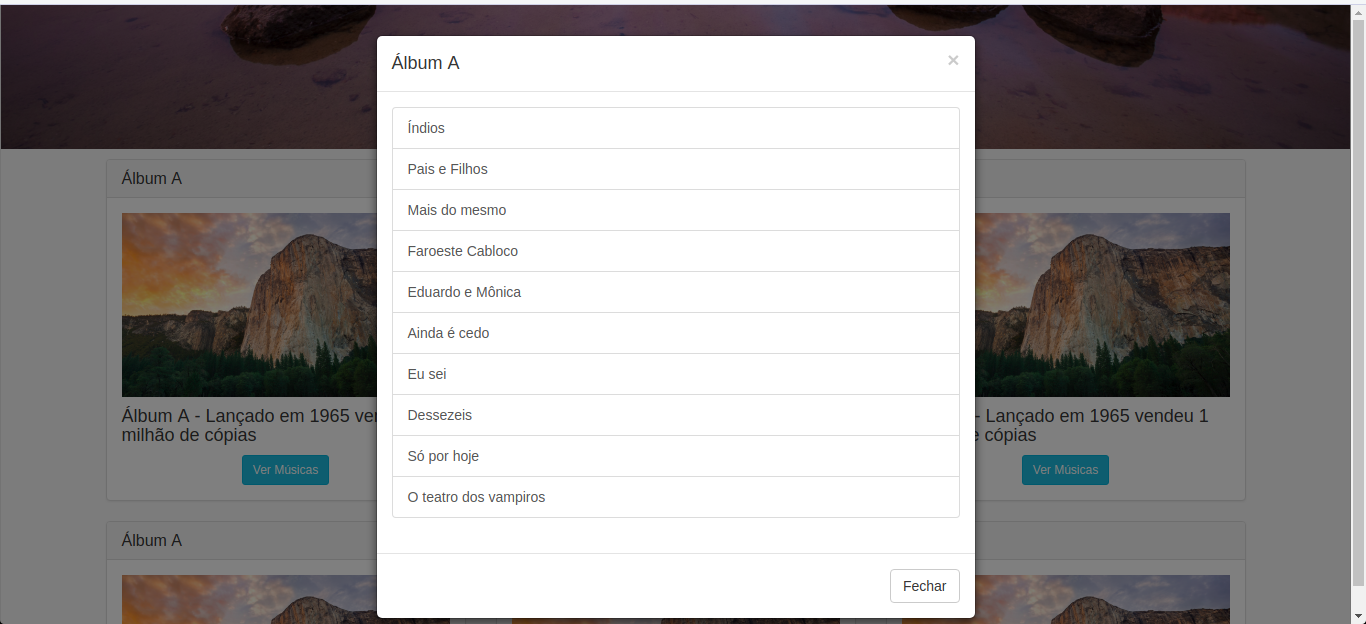 Álbum A
×
Índios
Pais e Filhos
Mais do mesmo
Faroeste Cabloco
Eduardo e Mônica
Ainda é cedo
Eu sei
Dessezeis
Só por hoje
O teatro dos vampiros
Fechar
Álbum A
Álbum A - Lançado em 1965
milhão de cópias
Ver Músicas
- Lançado em 1965 vendeu 1
cópias
Ver Músicas
Álbum A